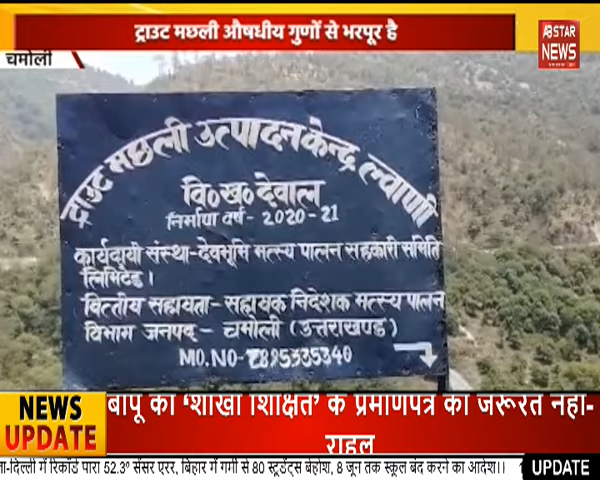 ट्राउट मछली औषधीय गुणों से भरपूर है
A3 STAR
NEWS
चमोली
ट्राउट मछली उत्पादन केन्द्र ल्वाणी
वि०ख० देवाल
निर्माण वर्ष - 2020-21
कार्यदायी संस्था-देवभूमि मत्स्य पालन सहकारी समिति
लिमिटेड।
वित्तीय सहायता- सहायक निदेशक मत्स्य पालन
विभाग जनपद - चमोली (उत्तराखण्ड)
MO.NO-7895335340
NEWS
UPDATE
बापू को 'शाखा शिक्षित' के प्रमाणपत्र की जरूरत नहीं-
राहुल
ता-दिल्ली में रिकॉर्ड पारा 52.3° सेंसर एरर, बिहार में गर्मी से 80 स्टूडेंट्स बेहोश, 8 जून तक स्कूल बंद करने का आदेश।।
UPDATE